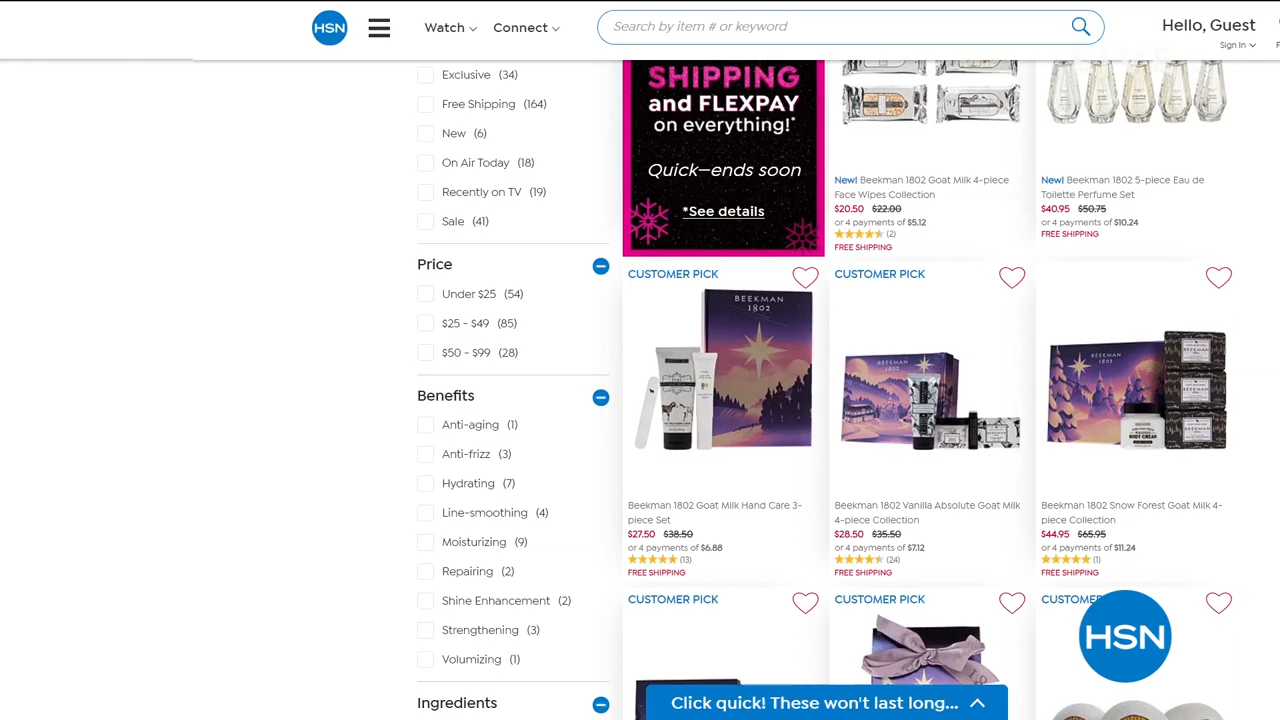 HSN
Watch
Connect
Search by item # or keyword
Hello, Guest
Sign In
Exclusive (34)
Free Shipping (164)
New (6)
On Air Today (18)
Recently on TV (19)
Sale (41)
Price
Under $25 (54)
$25 - $49 (85)
$50 - $99 (28)
Benefits
Anti-aging (1)
Anti-frizz (3)
Hydrating (7)
Line-smoothing (4)
Moisturizing (9)
Repairing (2)
Shine Enhancement (2)
Strengthening (3)
Volumizing (1)
Ingredients
SHIPPING
and FLEXPAY
on everything!*
Quick—ends soon
*See details
New! Beekman 1802 Goat Milk 4-piece
Face Wipes Collection
$20.50 $22.00
or 4 payments of $5.12
(2)
FREE SHIPPING
New! Beekman 1802 5-piece Eau de
Toilette Perfume Set
$40.95 $50.75
or 4 payments of $10.24
FREE SHIPPING
CUSTOMER PICK
BEEKMAN
1802
Beekman 1802 Goat Milk Hand Care 3-
piece Set
$27.50 $38.50
or 4 payments of $6.88
(13)
FREE SHIPPING
CUSTOMER PICK
BEEKMAN
1802
Beekman 1802 Vanilla Absolute Goat Milk
4-piece Collection
$28.50 $35.50
or 4 payments of $7.12
(24)
FREE SHIPPING
BEEKMAN
1802
BODY CREAM
Beekman 1802 Snow Forest Goat Milk 4-
piece Collection
$44.95 $65.95
or 4 payments of $11.24
(1)
FREE SHIPPING
CUSTOMER PICK
CUSTOMER PICK
CUSTOME
HSN
Click quick! These won't last long...